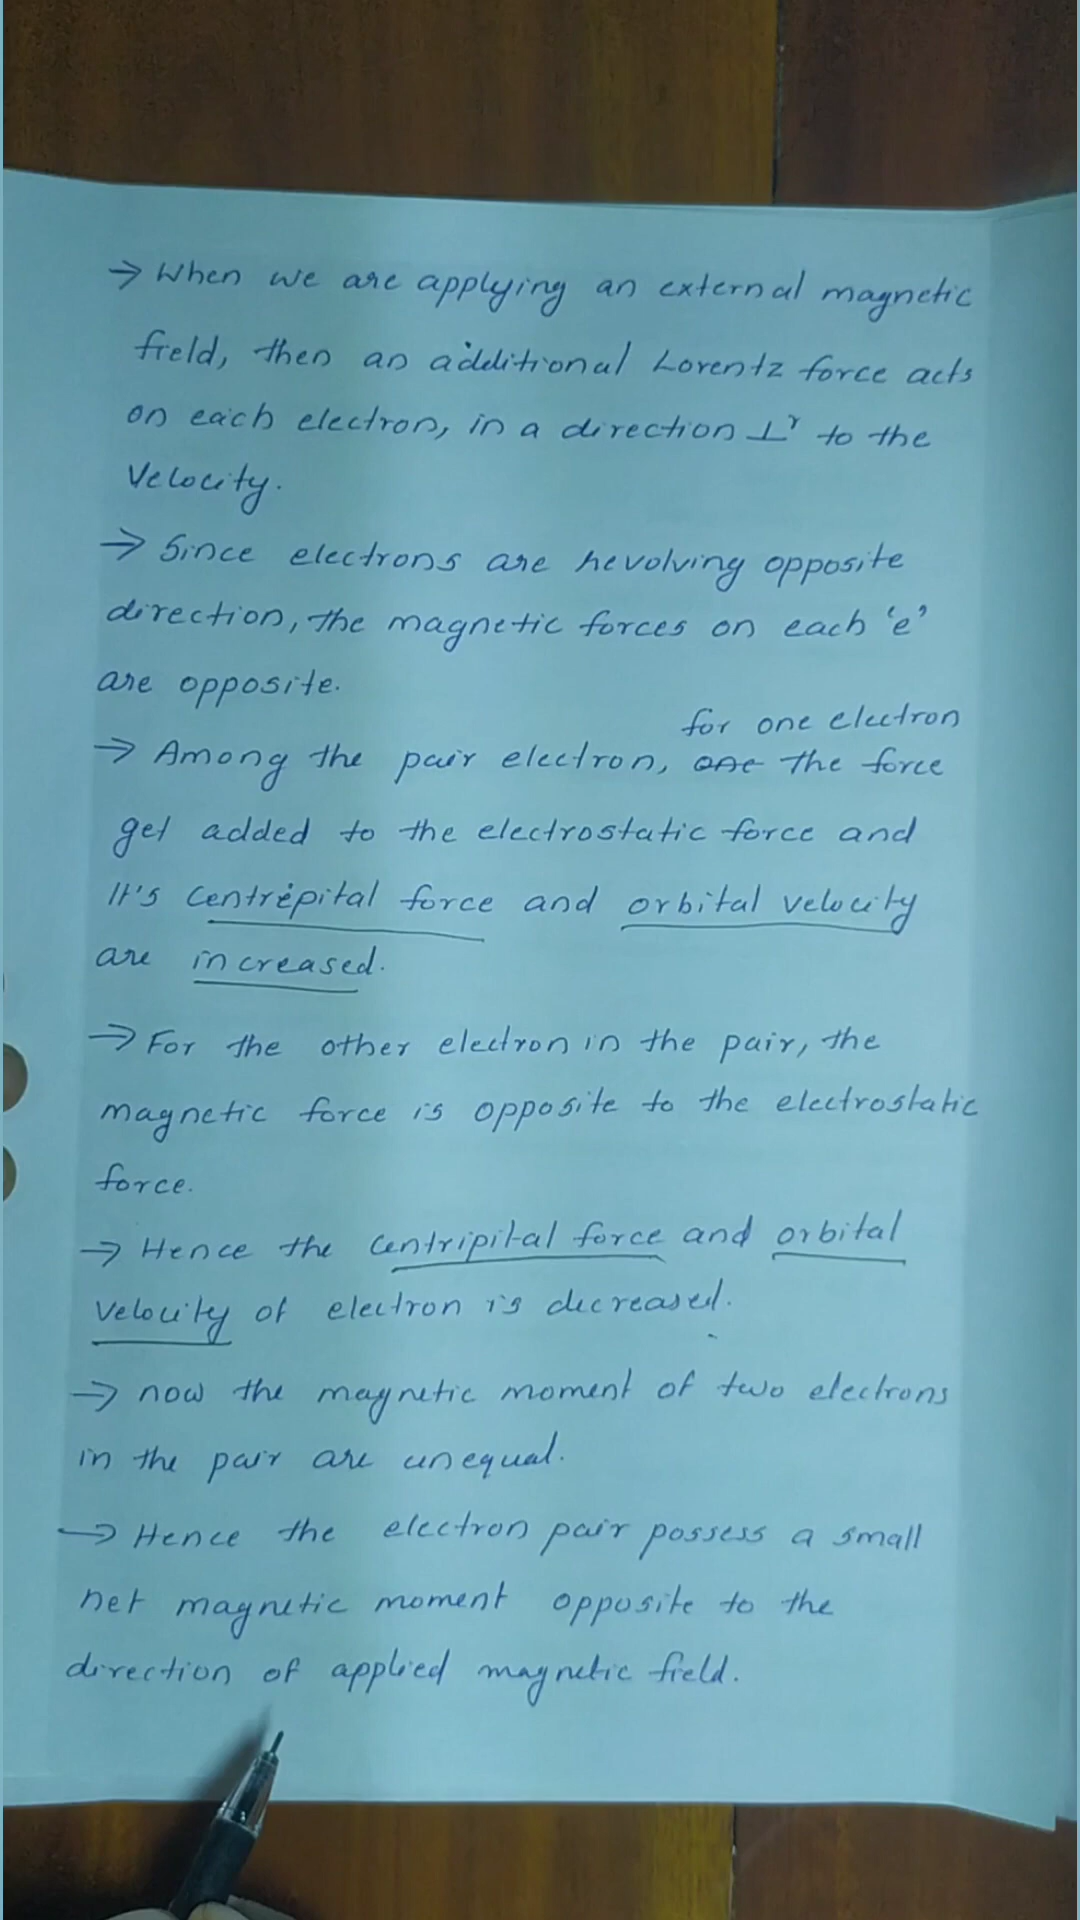 → When we are applying an external magnetic
field, then an additional Lorentz force acts
on each electron, in a direction ⊥r to the
Velocity.
→ Since electrons are revolving opposite
direction, the magnetic forces on each 'e'
are opposite.
for one electron
→ Among the pair electron, one the force
get added to the electrostatic force and
It's centripital force and orbital velocity
are increased.
→ For the other electron in the pair, the
magnetic force is opposite to the electrostatic
force.
→ Hence the centripital force and orbital
velocity of electron is decreased.
→ now the magnetic moment of two electrons
in the pair are unequal.
→ Hence the electron pair possess a small
net magnetic moment opposite to the
direction of applied magnetic field.